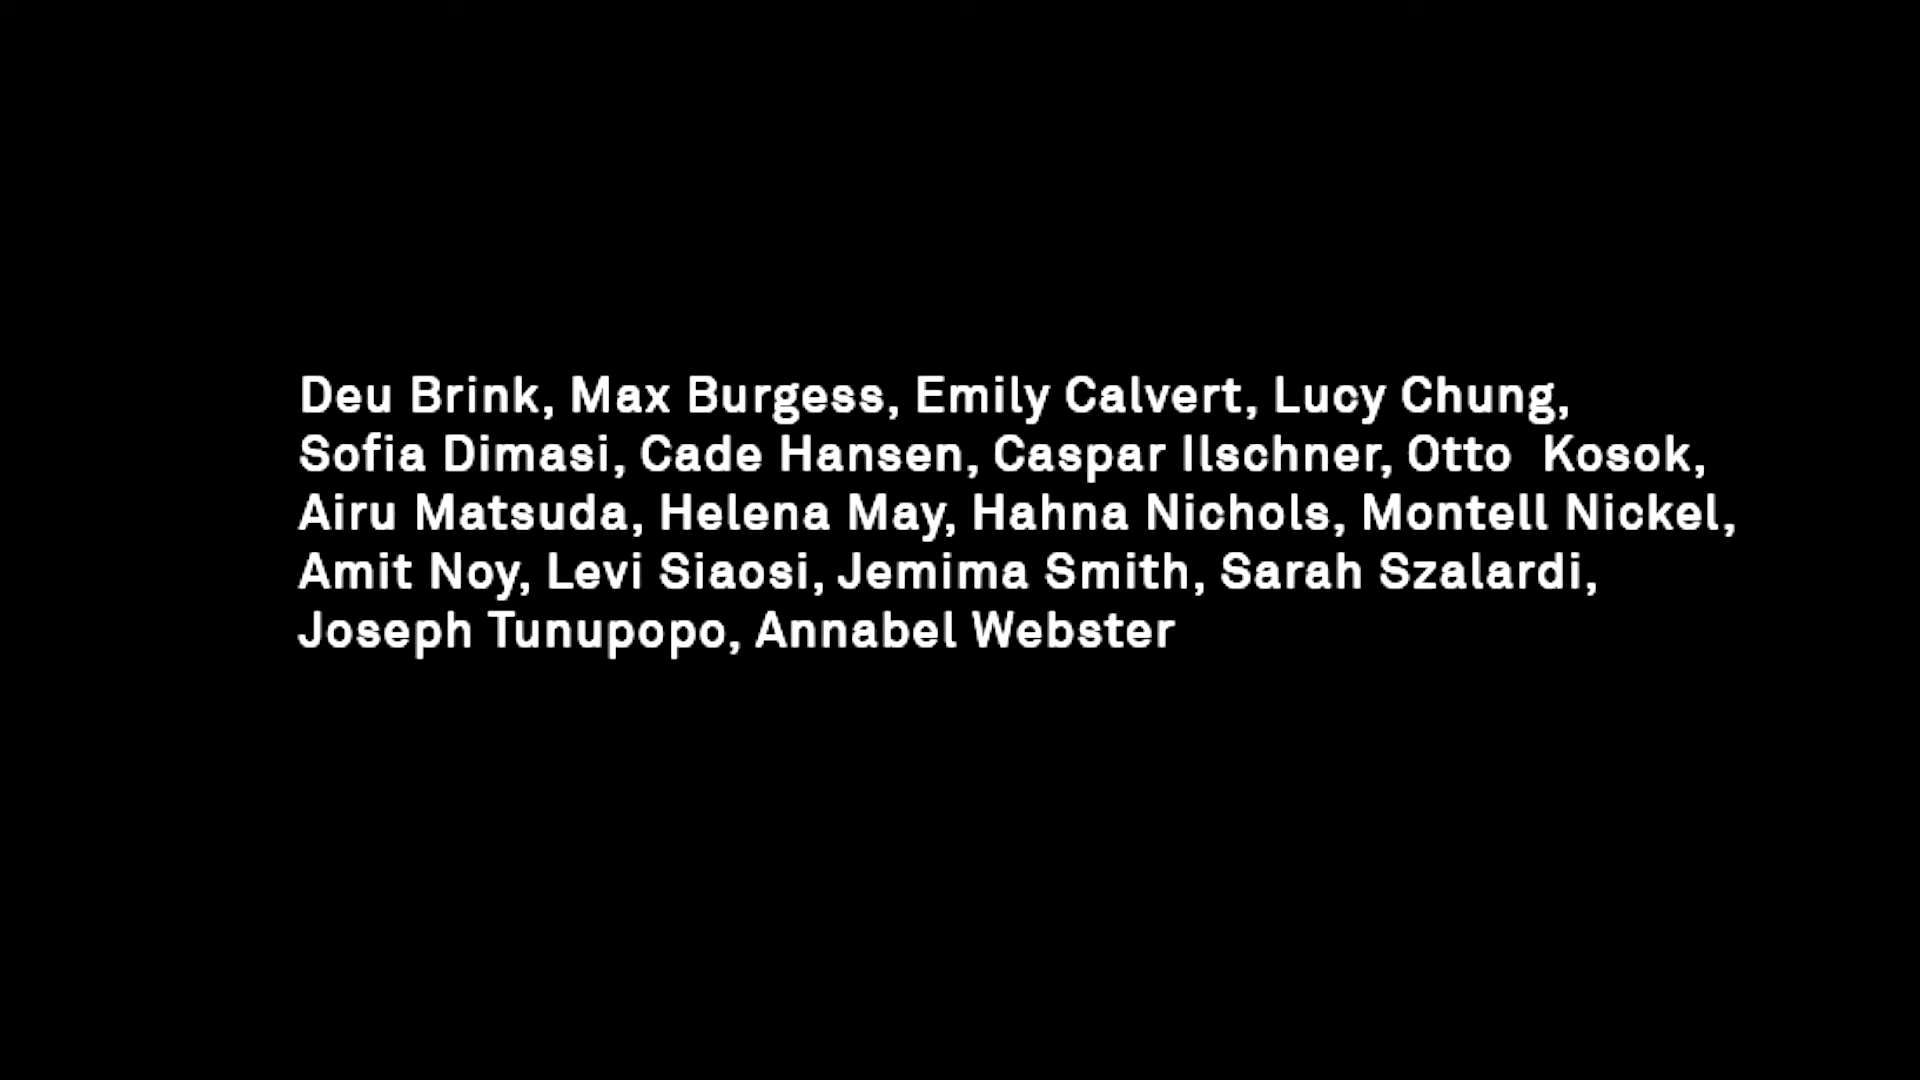 Deu Brink, Max Burgess, Emily Calvert, Lucy Chung,
Sofia Dimasi, Cade Hansen, Caspar Ilschner, Otto  Kosok,
Airu Matsuda, Helena May, Hahna Nichols, Montell Nickel,
Amit Noy, Levi Siaosi, Jemima Smith, Sarah Szalardi,
Joseph Tunupopo, Annabel Webster